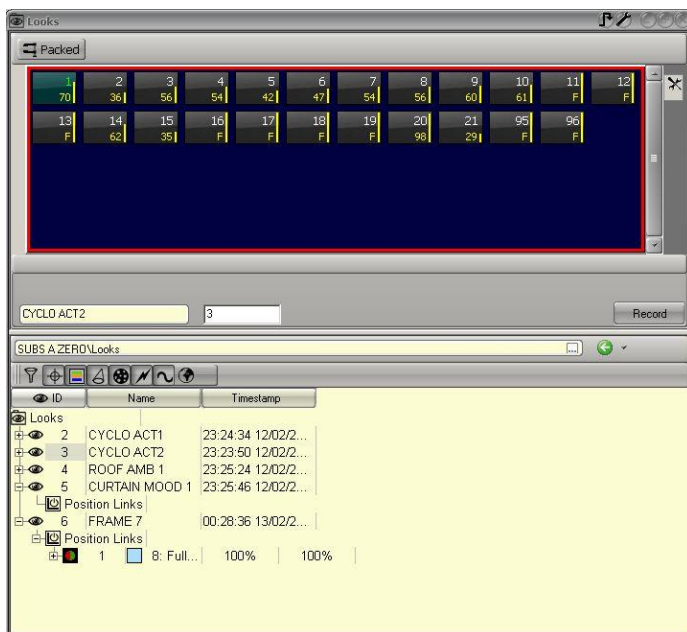 Looks
Packed
1 2 3 4 5 6 7 8 9 10 11 12
70 36 56 54 42 47 54 56 60 61 F F
13 14 15 16 17 18 19 20 21 95 96
F 62 35 F F F F 98 29 F F
CYCLO ACT2 3 Record
SUBS A ZERO\Looks ...
ID Name Timestamp
Looks
2 CYCLO ACT1 23:24:34 12/02/2...
3 CYCLO ACT2 23:23:50 12/02/2...
4 ROOF AMB 1 23:25:24 12/02/2...
5 CURTAIN MOOD 1 23:25:46 12/02/2...
Position Links
6 FRAME 7 00:28:36 13/02/2...
Position Links
1 8: Full... 100% 100%